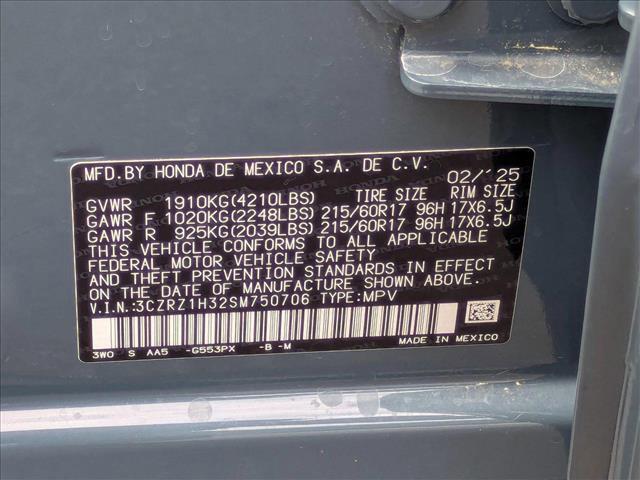 MFD.BY HONDA DE MEXICO S.A. DE C.V. 02/'25
GVWR 1910KG(4210LBS) TIRE SIZE RIM SIZE
GAWR F 1020KG(2248LBS) 215/60R17 96H 17X6.5J
GAWR R 925KG(2039LBS) 215/60R17 96H 17X6.5J
THIS VEHICLE CONFORMS TO ALL APPLICABLE
FEDERAL MOTOR VEHICLE SAFETY
AND THEFT PREVENTION STANDARDS IN EFFECT
ON THE DATE OF MANUFACTURE SHOWN ABOVE.
V.I.N:3CZRZ1H32SM750706 TYPE:MPV
3WO S AA5 -G553PX -B -M MADE IN MEXICO